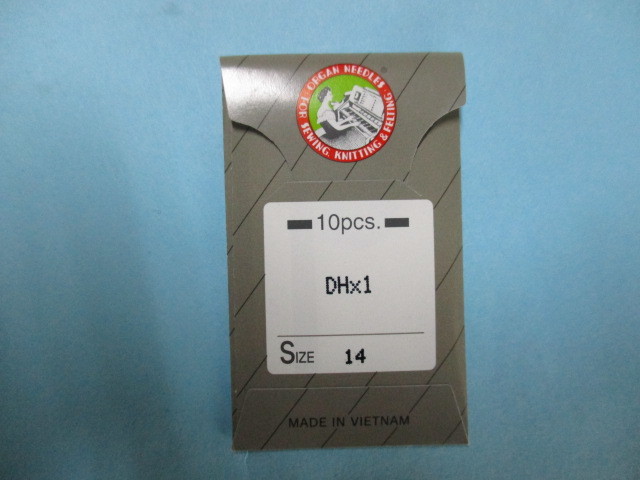 ORGAN NEEDLES
FOR SEWING, KNITTING & FELTING
10pcs.
DHx1
SIZE 14
MADE IN VIETNAM